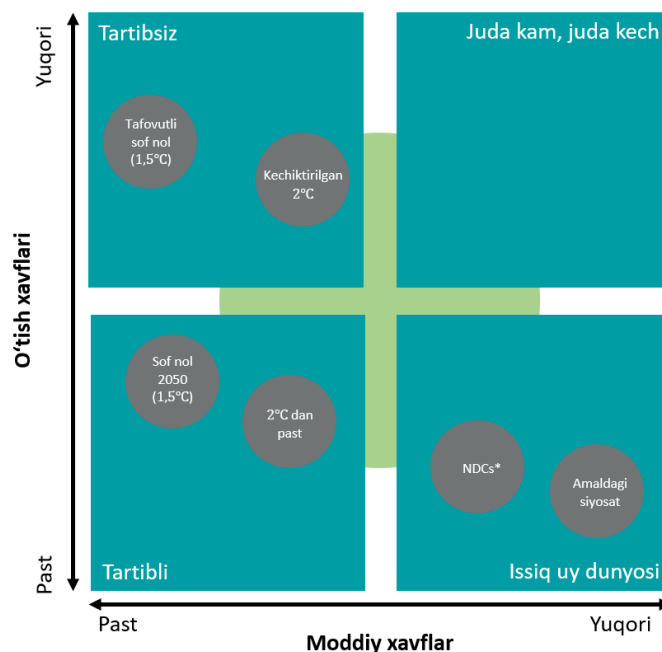 Yuqori
Tartibsiz
Juda kam, juda kech
Tafovutli
sof nol
(1,5°C)
Kechiktirilgan
2°C
O‘tish xavflari
Sof nol
2050
(1,5°C)
2°C dan
past
NDCs*
Amaldagi
siyosat
Past
Tartibli
Issiq uy dunyosi
Past
Yuqori
Moddiy xavflar